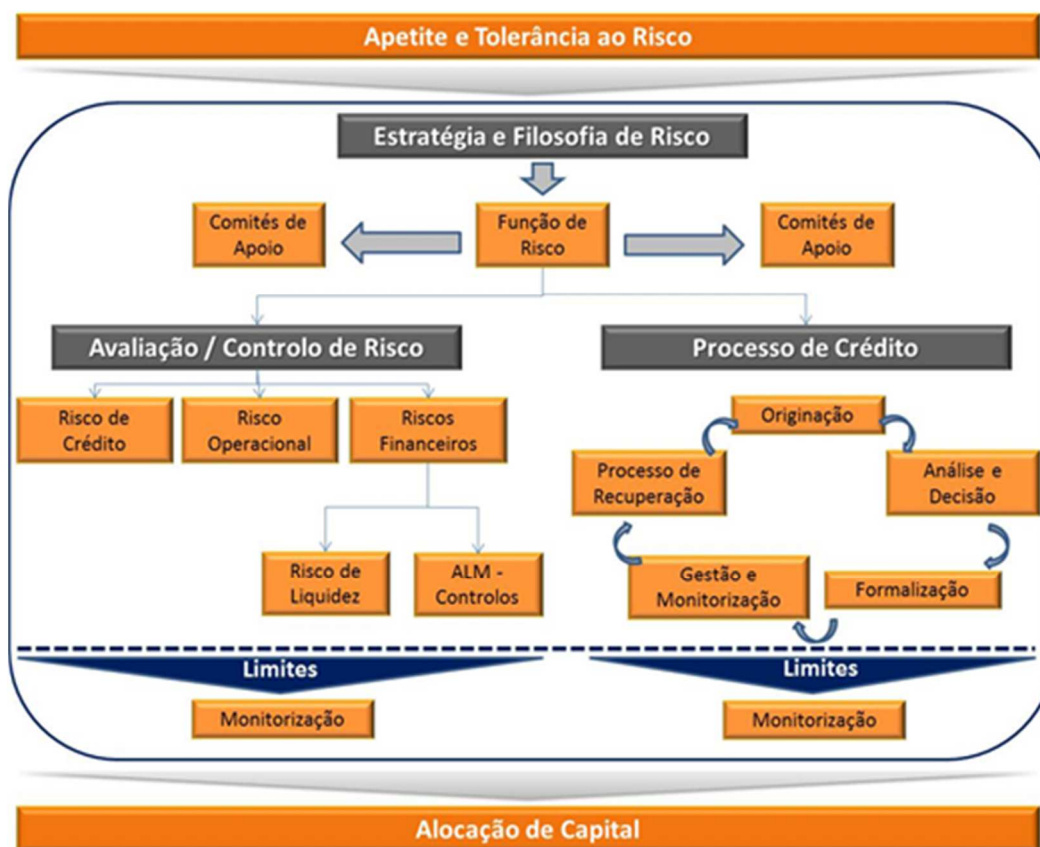 Apetite e Tolerância ao Risco
Estratégia e Filosofia de Risco
Comités de
Apoio
Função de
Risco
Comités de
Apoio
Avaliação / Controlo de Risco
Processo de Crédito
Risco de
Crédito
Risco
Operacional
Riscos
Financeiros
Originação
Processo de
Recuperação
Análise e
Decisão
Risco de
Liquidez
ALM -
Controlos
Gestão e
Monitorização
Formalização
Limites
Limites
Monitorização
Monitorização
Alocação de Capital